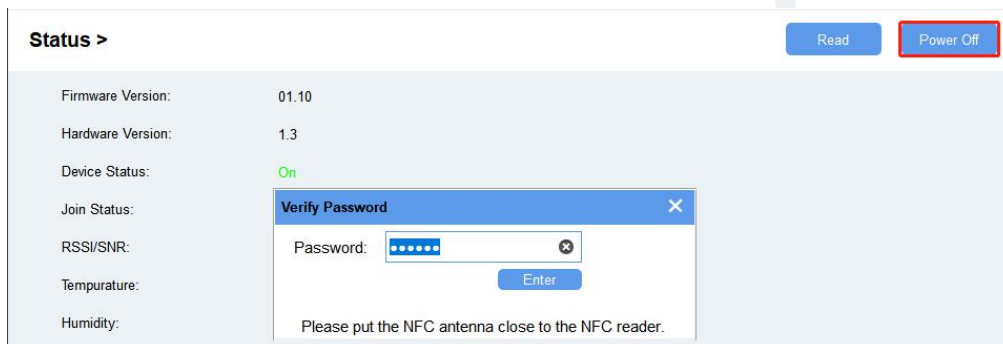 Status >
Read
Power Off
Firmware Version: 01.10
Hardware Version: 1.3
Device Status: On
Join Status:
Verify Password
RSSI/SNR:
Password: ••••••
Enter
Tempurature:
Humidity:
Please put the NFC antenna close to the NFC reader.